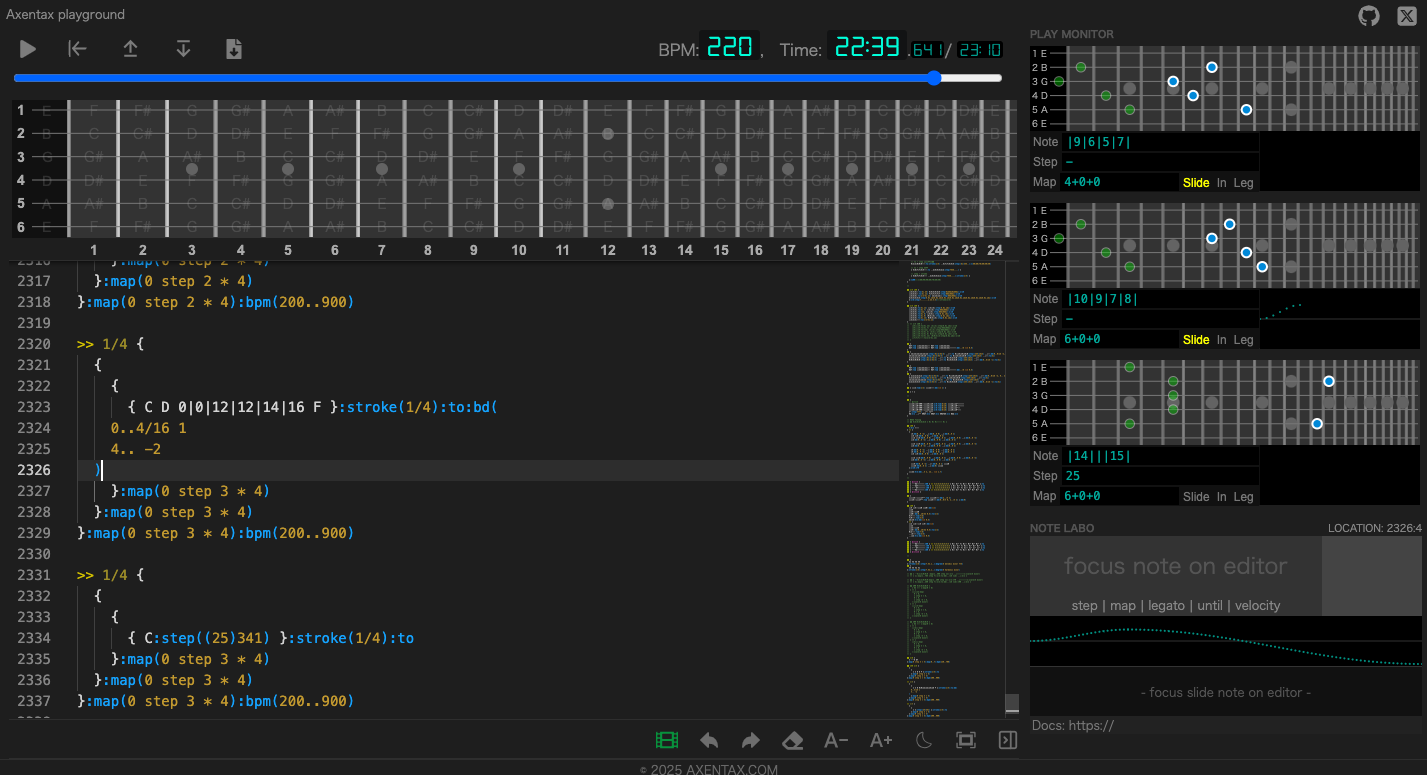 Axentax playground
BPM: 220, Time: 22:39.641/ 23:10
PLAY MONITOR
1 E
2 B
3 G
4 D
5 A
6 E
Note |9|6|5|7|
Step –
Map 4+0+0 Slide In Leg
1 E
2 B
3 G
4 D
5 A
6 E
Note |10|9|7|8|
Step –
Map 6+0+0 Slide In Leg
1 E
2 B
3 G
4 D
5 A
6 E
Note |14|||15|
Step 25
Map 6+0+0 Slide In Leg
NOTE LABO LOCATION: 2326:4
focus note on editor
step | map | legato | until | velocity
- focus slide note on editor -
Docs: https://
1 E F F# G G# A A# B C C# D D# E F F# G G# A A# B C C# D D# E
2 B C C# D D# E F F# G G# A A# B C C# D D# E F F# G G# A A# B
3 G G# A A# B C C# D D# E F F# G G# A A# B C C# D D# E F F# G
4 D D# E F F# G G# A A# B C C# D D# E F F# G G# A A# B C C# D
5 A A# B C C# D D# E F F# G G# A A# B C C# D D# E F F# G G# A
6 E F F# G G# A A# B C C# D D# E F F# G G# A A# B C C# D D# E
1 2 3 4 5 6 7 8 9 10 11 12 13 14 15 16 17 18 19 20 21 22 23 24
2316 }:map(0 step 2 * 4)
2317 }:map(0 step 2 * 4)
2318 }:map(0 step 2 * 4):bpm(200..900)
2319
2320 >> 1/4 {
2321 {
2322 {
2323 { C D 0|0|12|12|14|16 F }:stroke(1/4):to:bd(
2324 0..4/16 1
2325 4.. -2
2326 )
2327 }:map(0 step 3 * 4)
2328 }:map(0 step 3 * 4)
2329 }:map(0 step 3 * 4):bpm(200..900)
2330
2331 >> 1/4 {
2332 {
2333 {
2334 { C:step((25)341) }:stroke(1/4):to
2335 }:map(0 step 3 * 4)
2336 }:map(0 step 3 * 4)
2337 }:map(0 step 3 * 4):bpm(200..900)
A− A+
© 2025 AXENTAX.COM